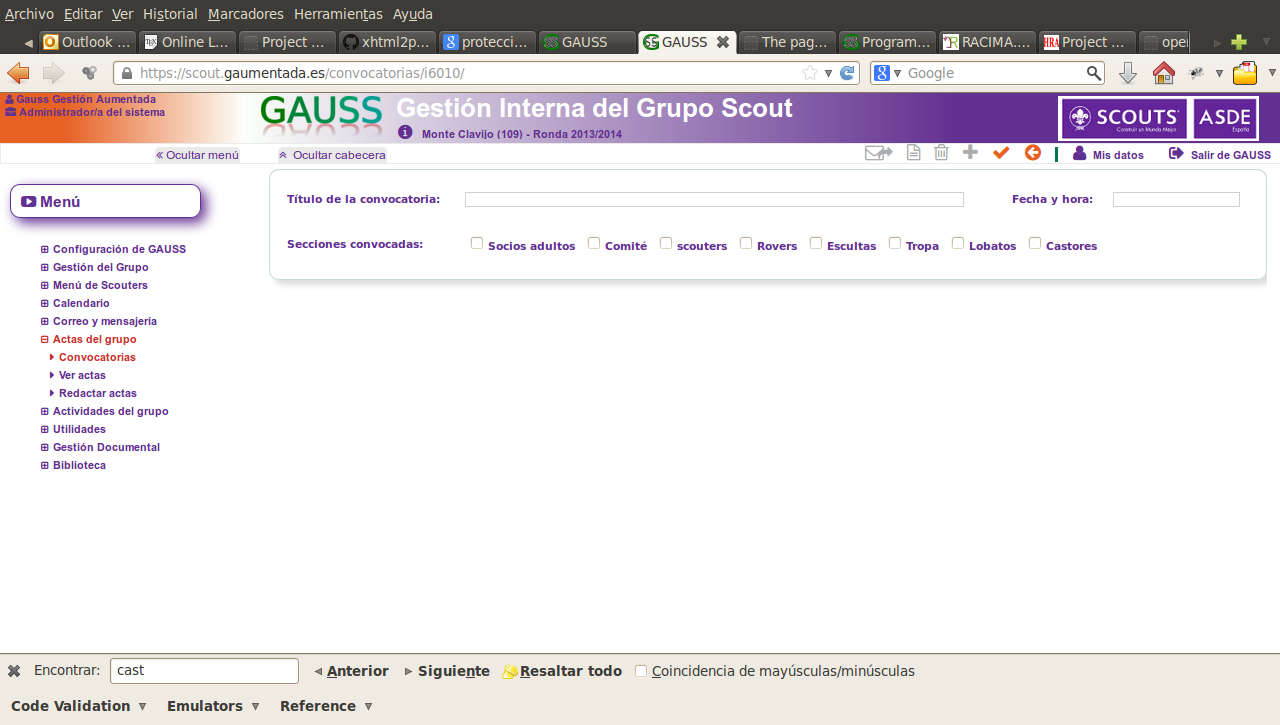 Archivo Editar Ver Historial Marcadores Herramientas Ayuda
Outlook ... Online L... Project ... xhtml2p... protecci... GAUSS GAUSS The pag... Program... RACIMA.... Project ... oper
https://scout.gaumentada.es/convocatorias/i6010/ Google
Gauss Gestión Aumentada
Administrador/a del sistema
GAUSS Gestión Interna del Grupo Scout
Monte Clavijo (109) - Ronda 2013/2014
SCOUTS
Construir un Mundo Mejor
ASDE
España
Ocultar menú Ocultar cabecera Mis datos Salir de GAUSS
Menú
Título de la convocatoria: Fecha y hora:
Secciones convocadas: Socios adultos Comité scouters Rovers Escultas Tropa Lobatos Castores
Configuración de GAUSS
Gestión del Grupo
Menú de Scouters
Calendario
Correo y mensajería
Actas del grupo
Convocatorias
Ver actas
Redactar actas
Actividades del grupo
Utilidades
Gestión Documental
Biblioteca
Encontrar: cast Anterior Siguiente Resaltar todo Coincidencia de mayúsculas/minúsculas
Code Validation Emulators Reference